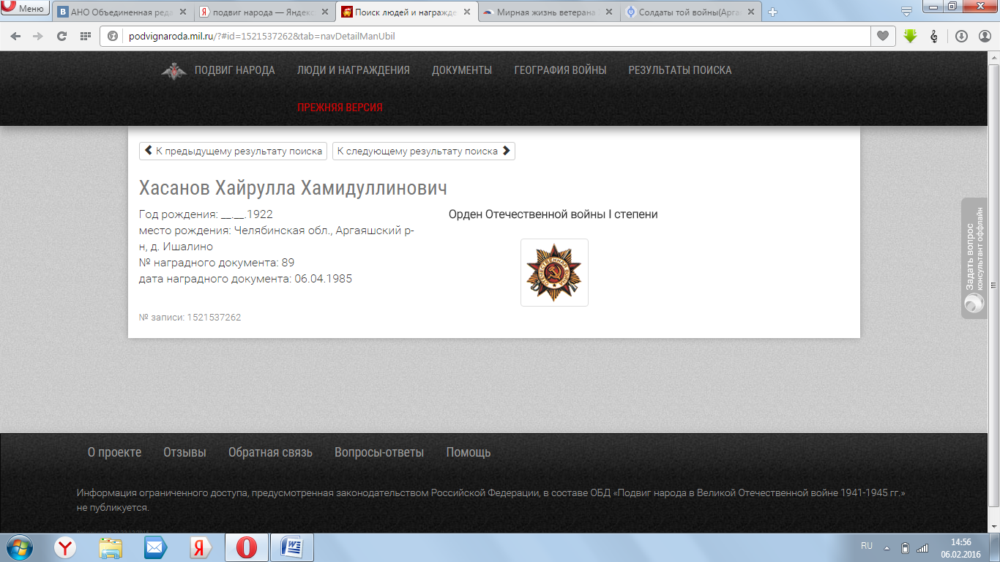 Меню
АНО Объединенная реда
подвиг народа — Яндекс
Поиск людей и награжде
Мирная жизнь ветерана
Солдаты той войны(Арга
podvignaroda.mil.ru/?#id=1521537262&tab=navDetailManUbil
ПОДВИГ НАРОДА
ЛЮДИ И НАГРАЖДЕНИЯ
ДОКУМЕНТЫ
ГЕОГРАФИЯ ВОЙНЫ
РЕЗУЛЬТАТЫ ПОИСКА
ПРЕЖНЯЯ ВЕРСИЯ
К предыдущему результату поиска
К следующему результату поиска
Хасанов Хайрулла Хамидуллинович
Год рождения: __.__.1922
место рождения: Челябинская обл., Аргаяшский р-
н, д. Ишалино
№ наградного документа: 89
дата наградного документа: 06.04.1985
№ записи: 1521537262
Орден Отечественной войны I степени
ОТЕЧЕСТВЕННАЯ ВОЙНА
Задать вопрос
консультант оффлайн
О проекте
Отзывы
Обратная связь
Вопросы-ответы
Помощь
Информация ограниченного доступа, предусмотренная законодательством Российской Федерации, в составе ОБД «Подвиг народа в Великой Отечественной войне 1941-1945 гг.»
не публикуется.
RU
14:56
06.02.2016